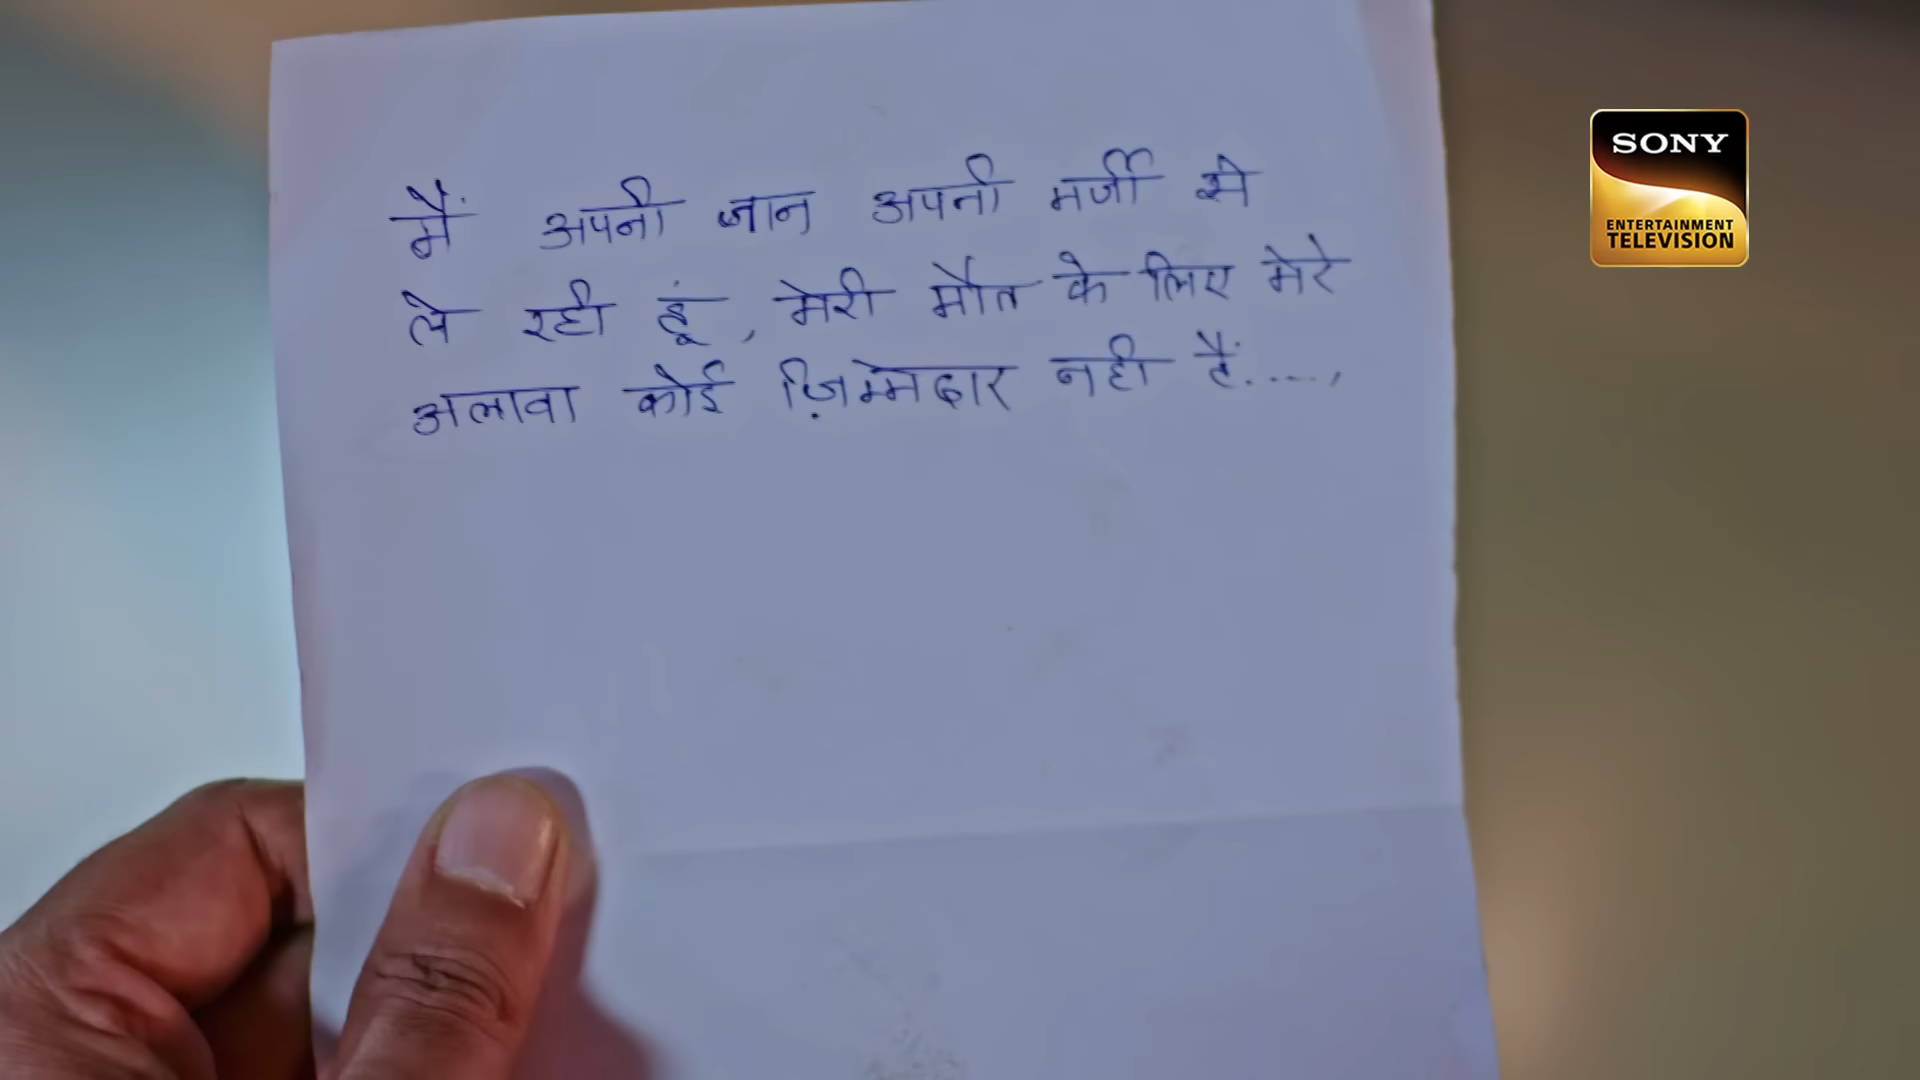 मैं अपनी जान अपनी मर्जी से
ले रही हूं, मेरी मौत के लिए मेरे
अलावा कोई ज़िम्मेदार नही हैं....,
SONY
ENTERTAINMENT
TELEVISION